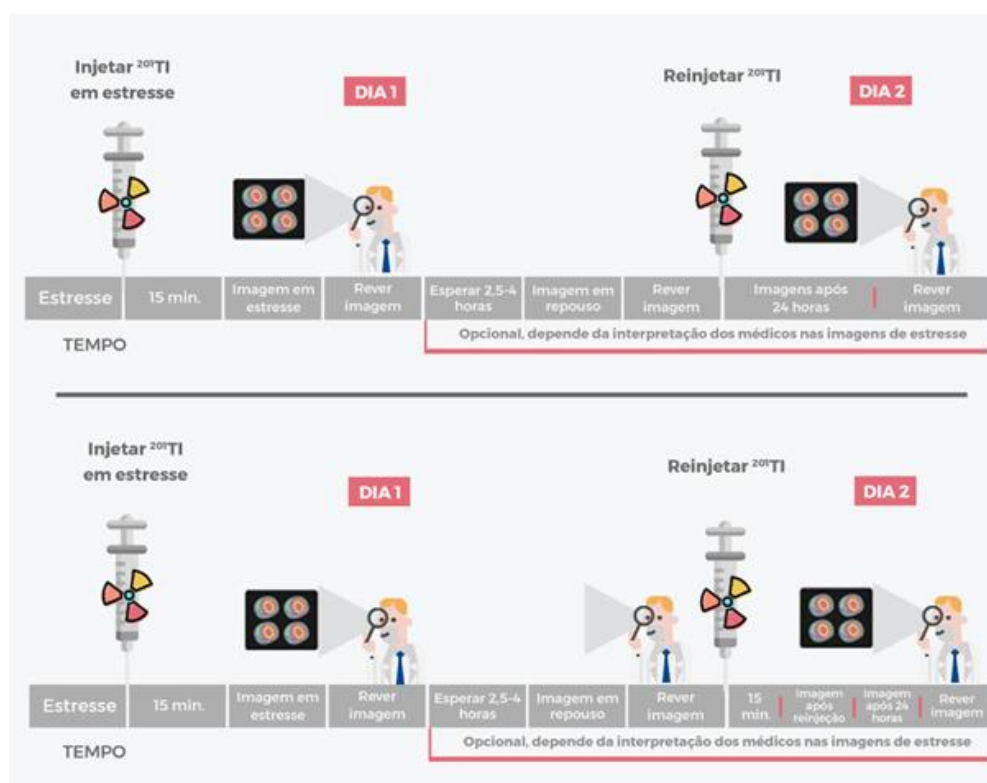 Injetar ²⁰¹TI
em estresse
DIA 1
Reinjetar ²⁰¹TI
DIA 2
Estresse
15 min.
Imagem em
estresse
Rever
imagem
Esperar 2,5-4
horas
Imagem em
repouso
Rever
imagem
Imagens após
24 horas
Rever
imagem
TEMPO
Opcional, depende da interpretação dos médicos nas imagens de estresse
Injetar ²⁰¹TI
em estresse
DIA 1
Reinjetar ²⁰¹TI
DIA 2
Estresse
15 min.
Imagem em
estresse
Rever
imagem
Esperar 2,5-4
horas
Imagem em
repouso
Rever
imagem
15
min.
Imagem
após
reinjeção
Imagem
após 24
horas
Rever
imagem
TEMPO
Opcional, depende da interpretação dos médicos nas imagens de estresse